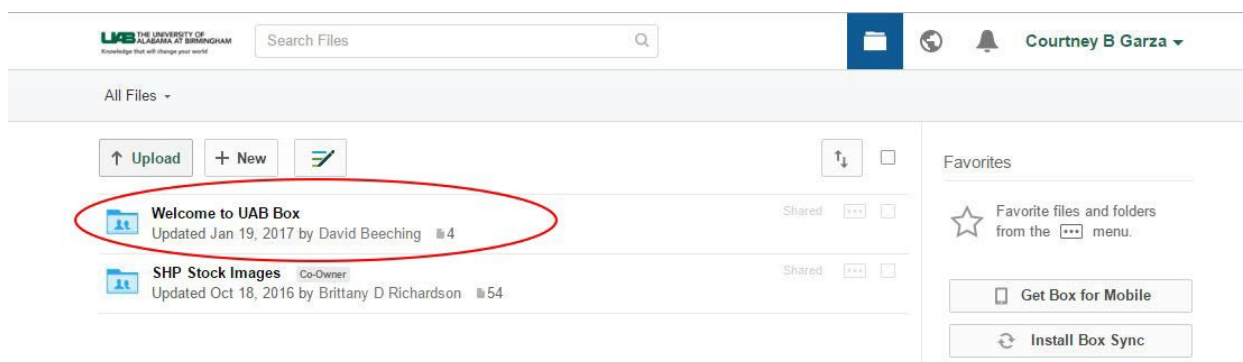 UAB THE UNIVERSITY OF
ALABAMA AT BIRMINGHAM
Knowledge that will change your world
Search Files
Courtney B Garza
All Files
Upload
New
Favorites
Welcome to UAB Box
Updated Jan 19, 2017 by David Beeching 4
Shared
Favorite files and folders
from the ... menu.
SHP Stock Images Co-Owner
Updated Oct 18, 2016 by Brittany D Richardson 54
Shared
Get Box for Mobile
Install Box Sync